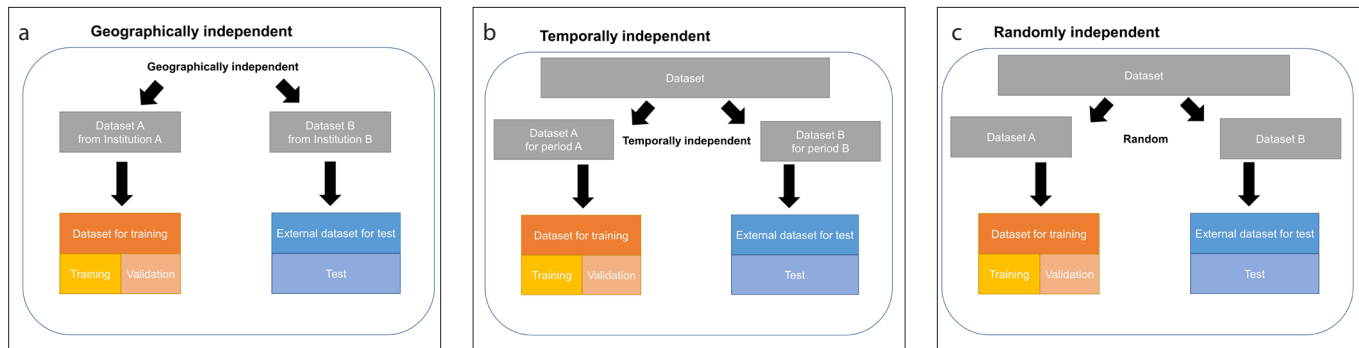 a
Geographically independent
Geographically independent
Dataset A
from Institution A
Dataset B
from Institution B
Dataset for training
Training
Validation
External dataset for test
Test
b
Temporally independent
Dataset
Dataset A
for period A
Temporally independent
Dataset B
for period B
Dataset for training
Training
Validation
External dataset for test
Test
c
Randomly independent
Dataset
Dataset A
Random
Dataset B
Dataset for training
Training
Validation
External dataset for test
Test